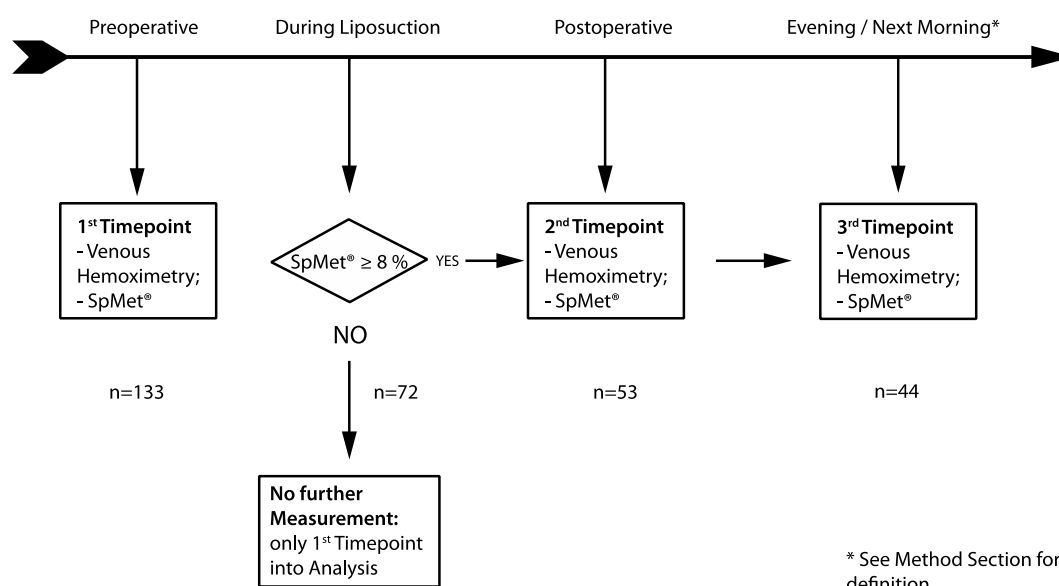 Preoperative
During Liposuction
Postoperative
Evening / Next Morning*
1st Timepoint
- Venous
Hemoximetry;
- SpMet®
SpMet® ≥ 8 %
YES
2nd Timepoint
- Venous
Hemoximetry;
- SpMet®
3rd Timepoint
- Venous
Hemoximetry;
- SpMet®
NO
n=133
n=72
n=53
n=44
No further
Measurement:
only 1st Timepoint
into Analysis
* See Method Section for
definition